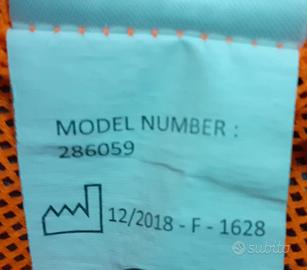 MODEL NUMBER :
286059
12/2018 - F - 1628
subito